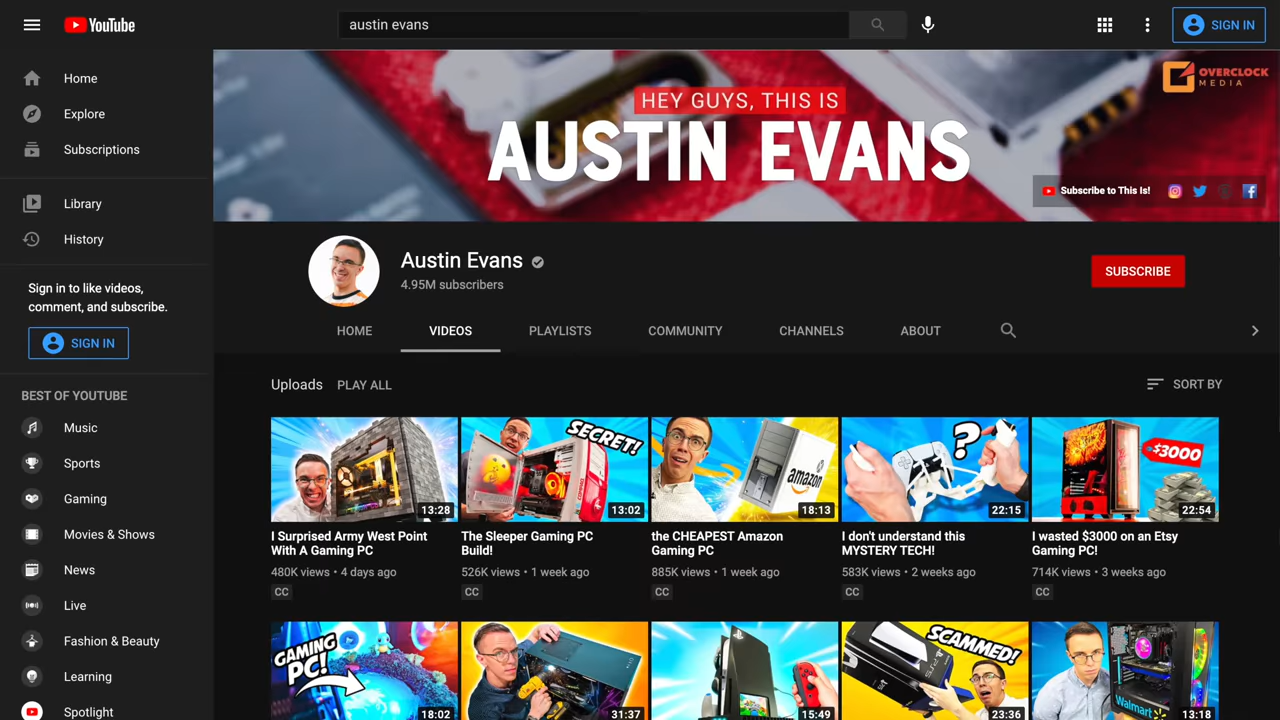 YouTube
austin evans
SIGN IN
Home
Explore
Subscriptions
Library
History
Sign in to like videos,
comment, and subscribe.
SIGN IN
BEST OF YOUTUBE
Music
Sports
Gaming
Movies & Shows
News
Live
Fashion & Beauty
Learning
Spotlight
OVERCLOCK
MEDIA
HEY GUYS, THIS IS
AUSTIN EVANS
Subscribe to This Is!
Austin Evans
4.95M subscribers
SUBSCRIBE
HOME
VIDEOS
PLAYLISTS
COMMUNITY
CHANNELS
ABOUT
Uploads
PLAY ALL
SORT BY
13:28
I Surprised Army West Point
With A Gaming PC
480K views • 4 days ago
CC
SECRET!
13:02
The Sleeper Gaming PC
Build!
526K views • 1 week ago
CC
amazon
18:13
the CHEAPEST Amazon
Gaming PC
885K views • 1 week ago
CC
?
22:15
I don't understand this
MYSTERY TECH!
583K views • 2 weeks ago
CC
-$3000
22:54
I wasted $3000 on an Etsy
Gaming PC!
714K views • 3 weeks ago
CC
GAMING
PC!
18:02
31:37
15:49
SCAMMED!
23:36
Walmart
13:18